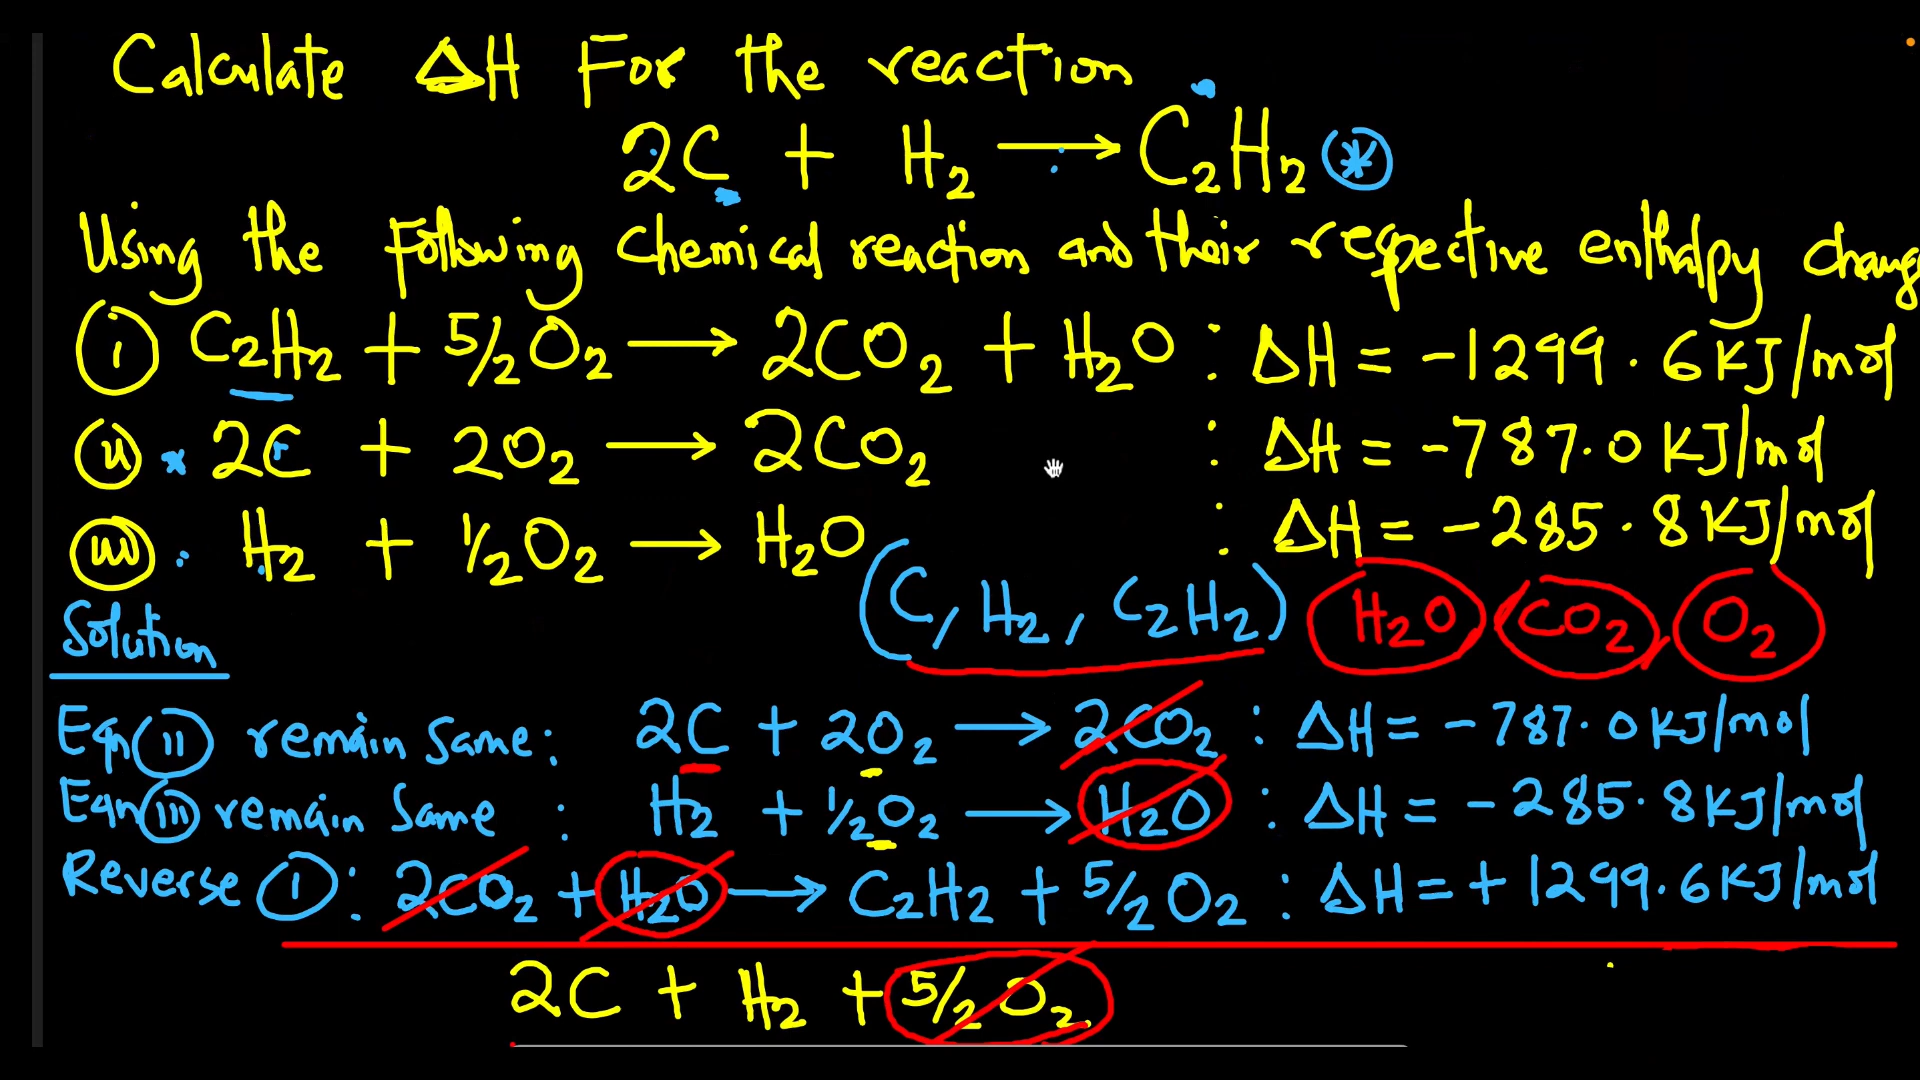 Calculate ΔH For the reaction
2C + H₂ → C₂H₂ *
Using the following chemical reaction and their respective enthalpy chang
(i) C₂H₂ + 5/2O₂ → 2CO₂ + H₂O : ΔH = -1299.6KJ/mol
(ii) 2C + 2O₂ → 2CO₂ : ΔH = -787.0KJ/mol
(iii) H₂ + ½O₂ → H₂O : ΔH = -285.8KJ/mol
(C, H₂, C₂H₂) H₂O CO₂, O₂
Solution
Eqn (ii) remain same: 2C + 2O₂ → 2CO₂ : ΔH = -787.0KJ/mol
Eqn (iii) remain same : H₂ + ½O₂ → H₂O : ΔH = -285.8KJ/mol
Reverse (i): 2CO₂ + H₂O → C₂H₂ + 5/2O₂ : ΔH = +1299.6KJ/mol
2C + H₂ + 5/2O₂